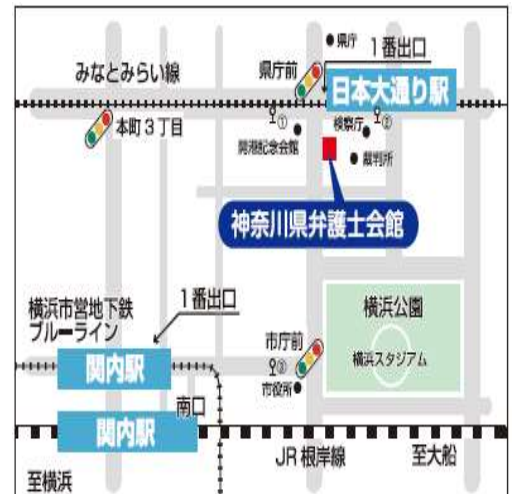 県庁
1番出口
みなとみらい線
県庁前
日本大通り駅
本町3丁目
①
検察庁
②
開港記念会館
裁判所
神奈川県弁護士会館
横浜市営地下鉄
ブルーライン
1番出口
横浜公園
市庁前
横浜スタジアム
関内駅
③
市役所
南口
関内駅
JR根岸線
至大船
至横浜